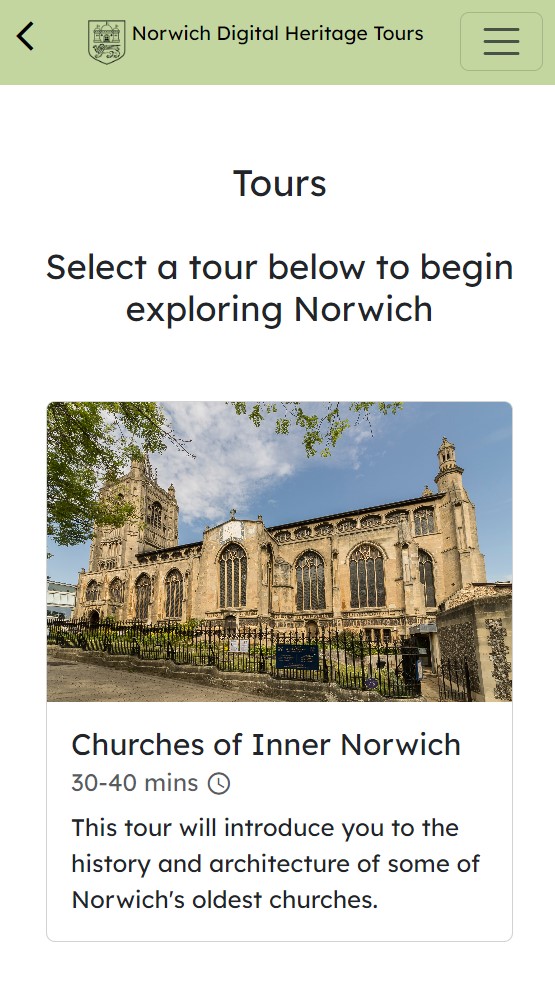 Norwich Digital Heritage Tours
Tours
Select a tour below to begin
exploring Norwich
Churches of Inner Norwich
30-40 mins
This tour will introduce you to the
history and architecture of some of
Norwich's oldest churches.